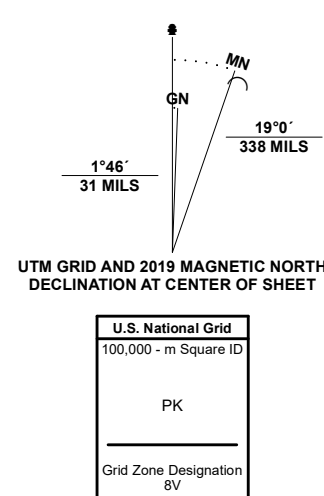 MN
GN
19°0´
338 MILS
1°46´
31 MILS
UTM GRID AND 2019 MAGNETIC NORTH
DECLINATION AT CENTER OF SHEET
U.S. National Grid
100,000 - m Square ID
PK
Grid Zone Designation
8V